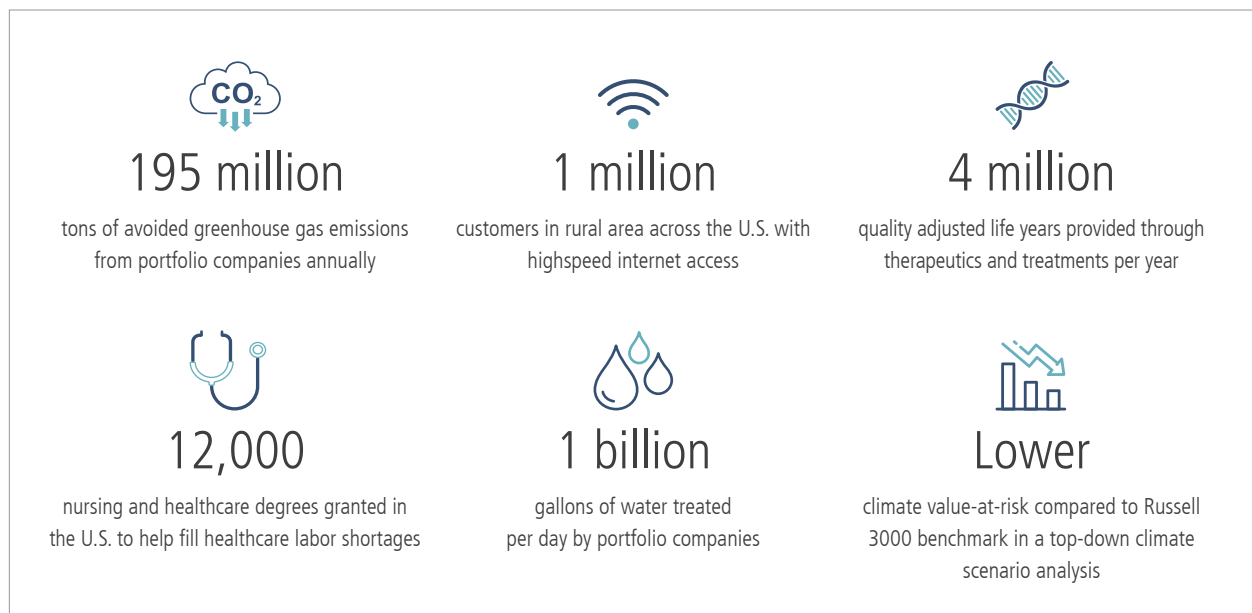 CO₂
195 million
tons of avoided greenhouse gas emissions
from portfolio companies annually
1 million
customers in rural area across the U.S. with
highspeed internet access
4 million
quality adjusted life years provided through
therapeutics and treatments per year
12,000
nursing and healthcare degrees granted in
the U.S. to help fill healthcare labor shortages
1 billion
gallons of water treated
per day by portfolio companies
Lower
climate value-at-risk compared to Russell
3000 benchmark in a top-down climate
scenario analysis